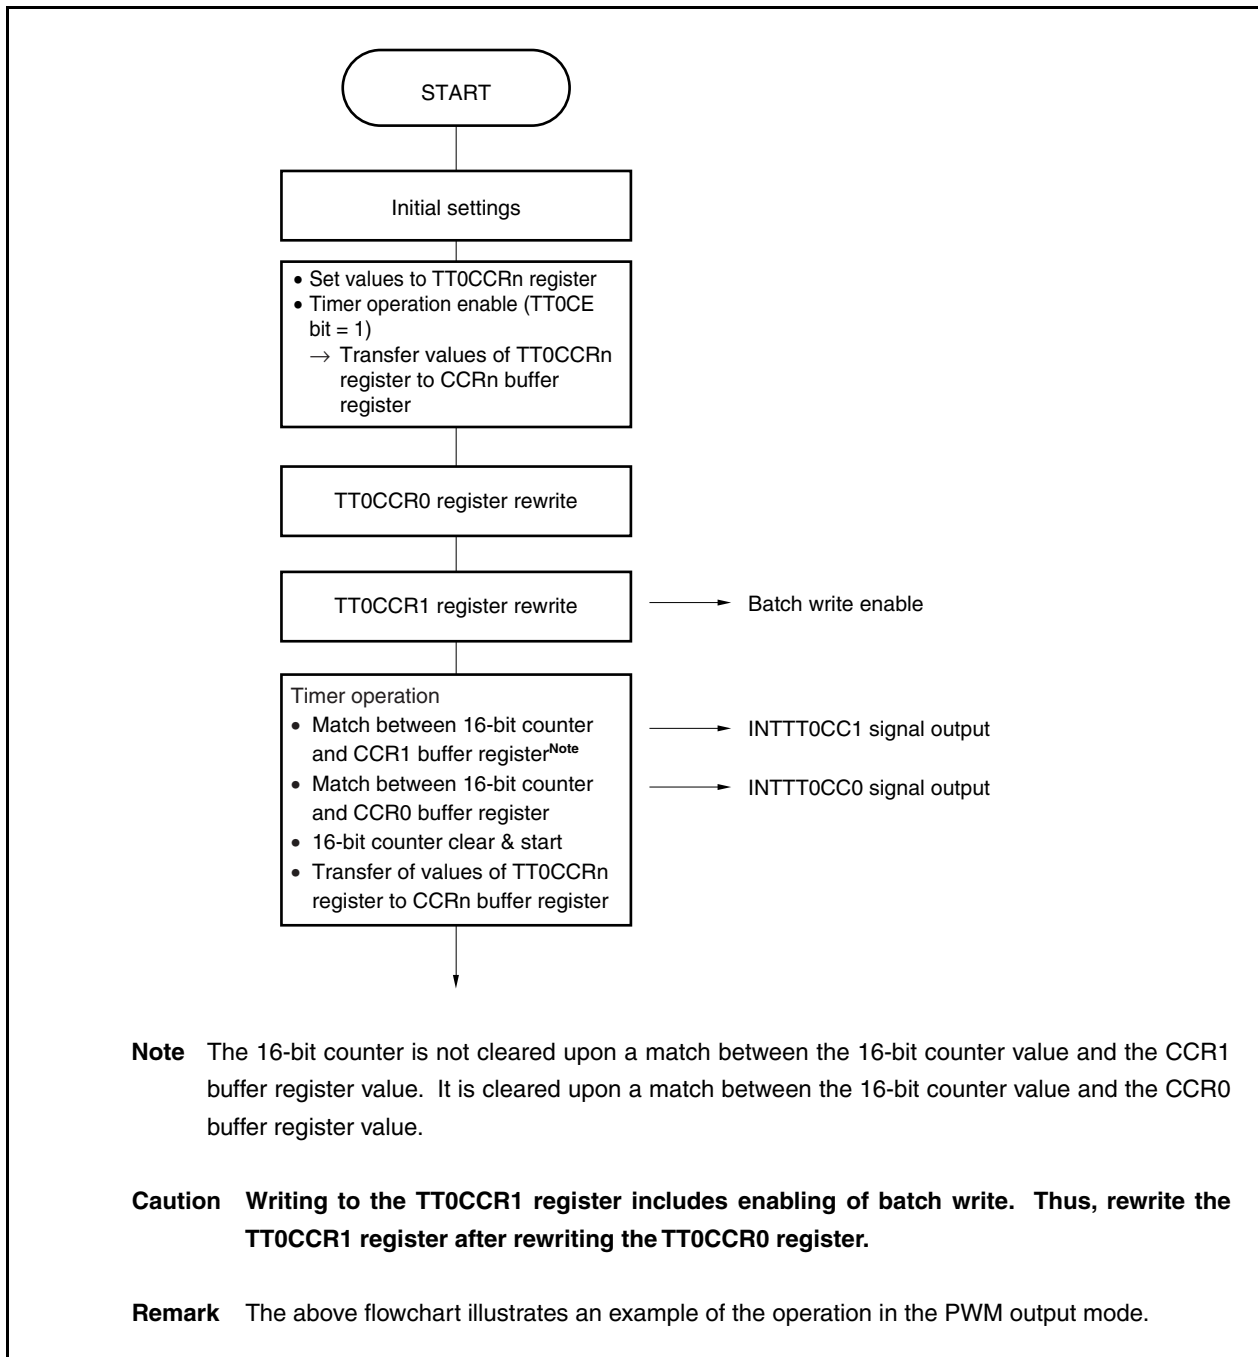 START
Initial settings
• Set values to TT0CCRn register
• Timer operation enable (TT0CE
bit = 1)
→ Transfer values of TT0CCRn
register to CCRn buffer
register
TT0CCR0 register rewrite
TT0CCR1 register rewrite
Batch write enable
Timer operation
• Match between 16-bit counter
and CCR1 buffer registerNote
INTTT0CC1 signal output
• Match between 16-bit counter
and CCR0 buffer register
INTTT0CC0 signal output
• 16-bit counter clear & start
• Transfer of values of TT0CCRn
register to CCRn buffer register
Note The 16-bit counter is not cleared upon a match between the 16-bit counter value and the CCR1
buffer register value. It is cleared upon a match between the 16-bit counter value and the CCR0
buffer register value.
Caution Writing to the TT0CCR1 register includes enabling of batch write. Thus, rewrite the
TT0CCR1 register after rewriting the TT0CCR0 register.
Remark The above flowchart illustrates an example of the operation in the PWM output mode.